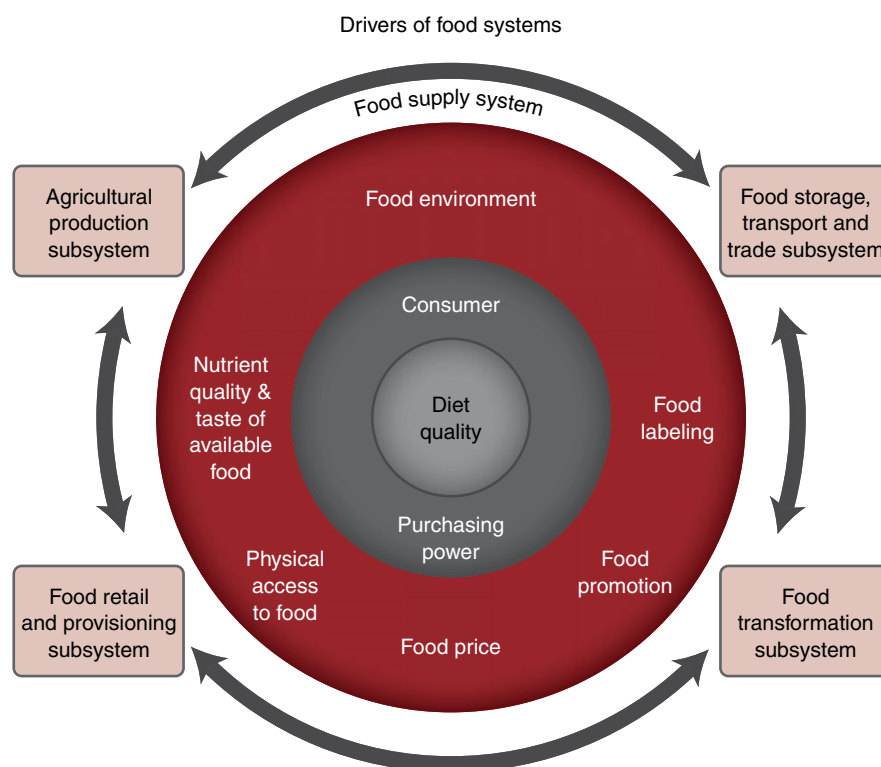 Drivers of food systems
Food supply system
Agricultural
production
subsystem
Food environment
Food storage,
transport and
trade subsystem
Consumer
Nutrient
quality &
taste of
available
food
Diet
quality
Food
labeling
Purchasing
power
Physical
access
to food
Food
promotion
Food price
Food retail
and provisioning
subsystem
Food
transformation
subsystem